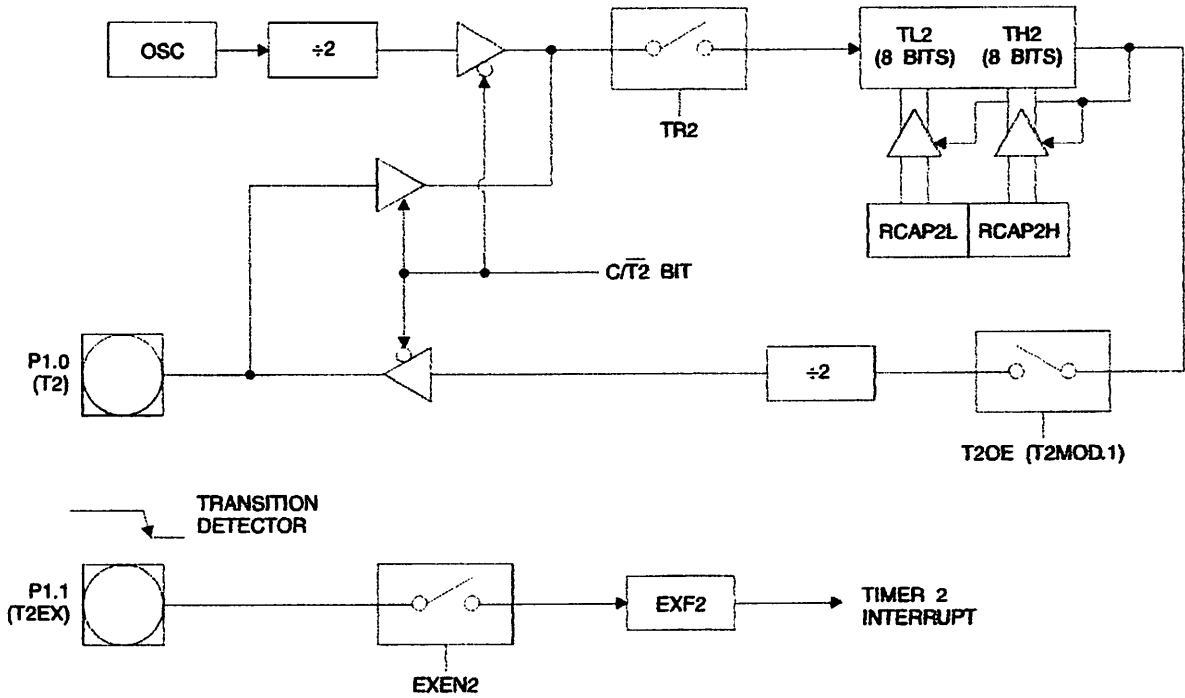 OSC
÷2
TR2
TL2
(8 BITS)
TH2
(8 BITS)
RCAP2L
RCAP2H
C/T̅2̅ BIT
P1.0
(T2)
÷2
T2OE (T2MOD.1)
TRANSITION
DETECTOR
P1.1
(T2EX)
EXEN2
EXF2
TIMER 2
INTERRUPT